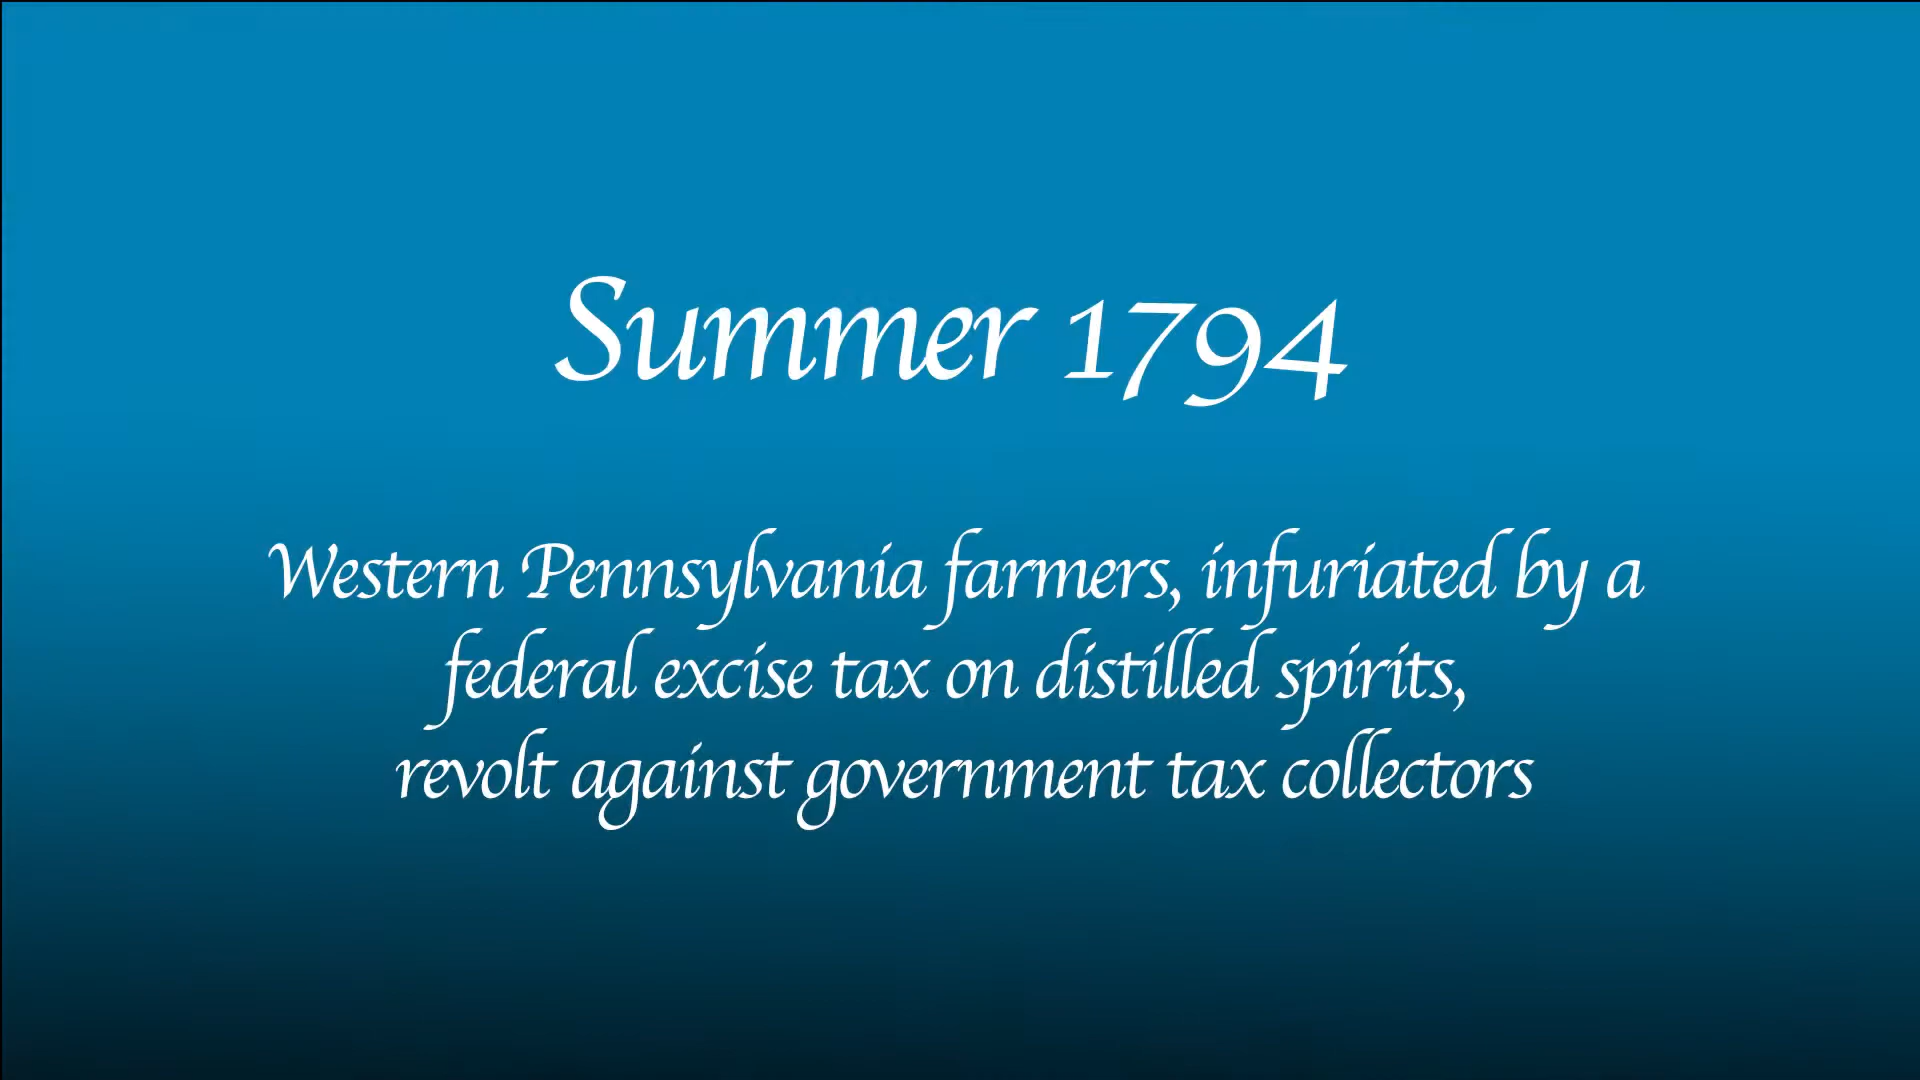 Summer 1794
Western Pennsylvania farmers, infuriated by a
federal excise tax on distilled spirits,
revolt against government tax collectors